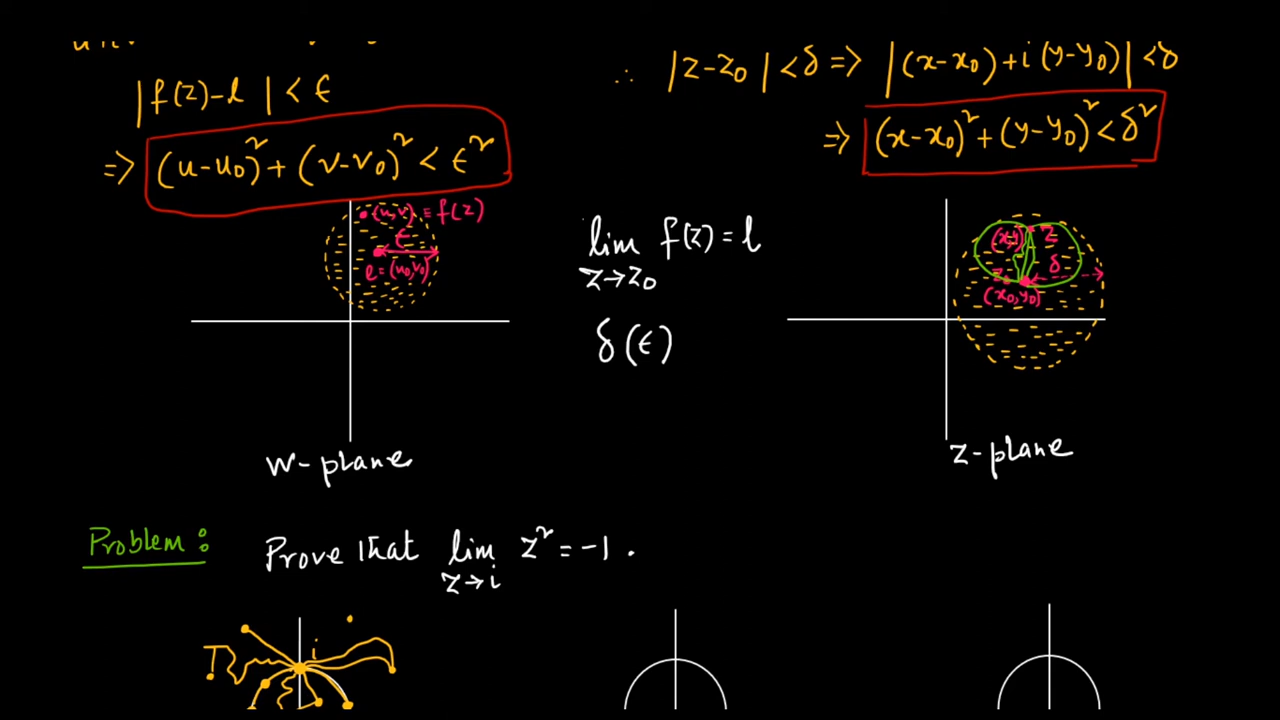 |f(z)-l| < ϵ
=> (u-u₀)²+(v-v₀)² < ϵ²
∴ |z-z₀| < δ => |(x-x₀)+i(y-y₀)| < δ
=> (x-x₀)²+(y-y₀)² < δ²
(u,v) ≡ f(z)
ϵ
l=(u₀,v₀)
w-plane
lim f(z) = l
z→z₀
δ(ϵ)
(x,y) z
δ
z₀
(x₀,y₀)
z-plane
Problem:
Prove that lim z² = -1.
z→i
i